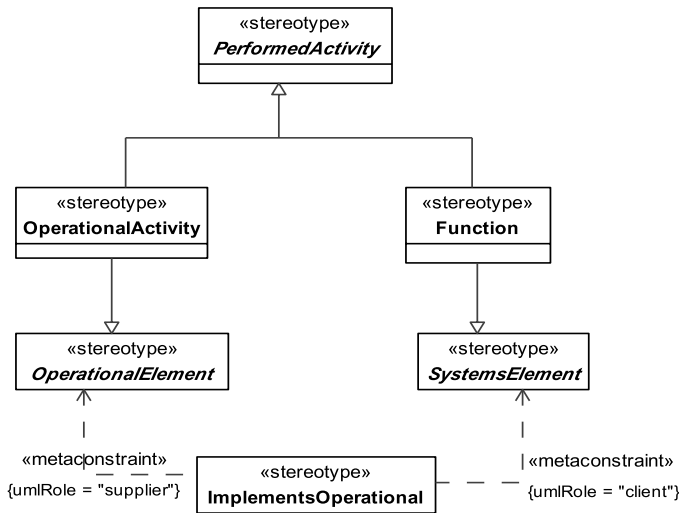 «stereotype»
PerformedActivity
«stereotype»
OperationalActivity
«stereotype»
Function
«stereotype»
OperationalElement
«stereotype»
SystemsElement
«metaconstraint»
{umlRole = "supplier"}
«stereotype»
ImplementsOperational
«metaconstraint»
{umlRole = "client"}